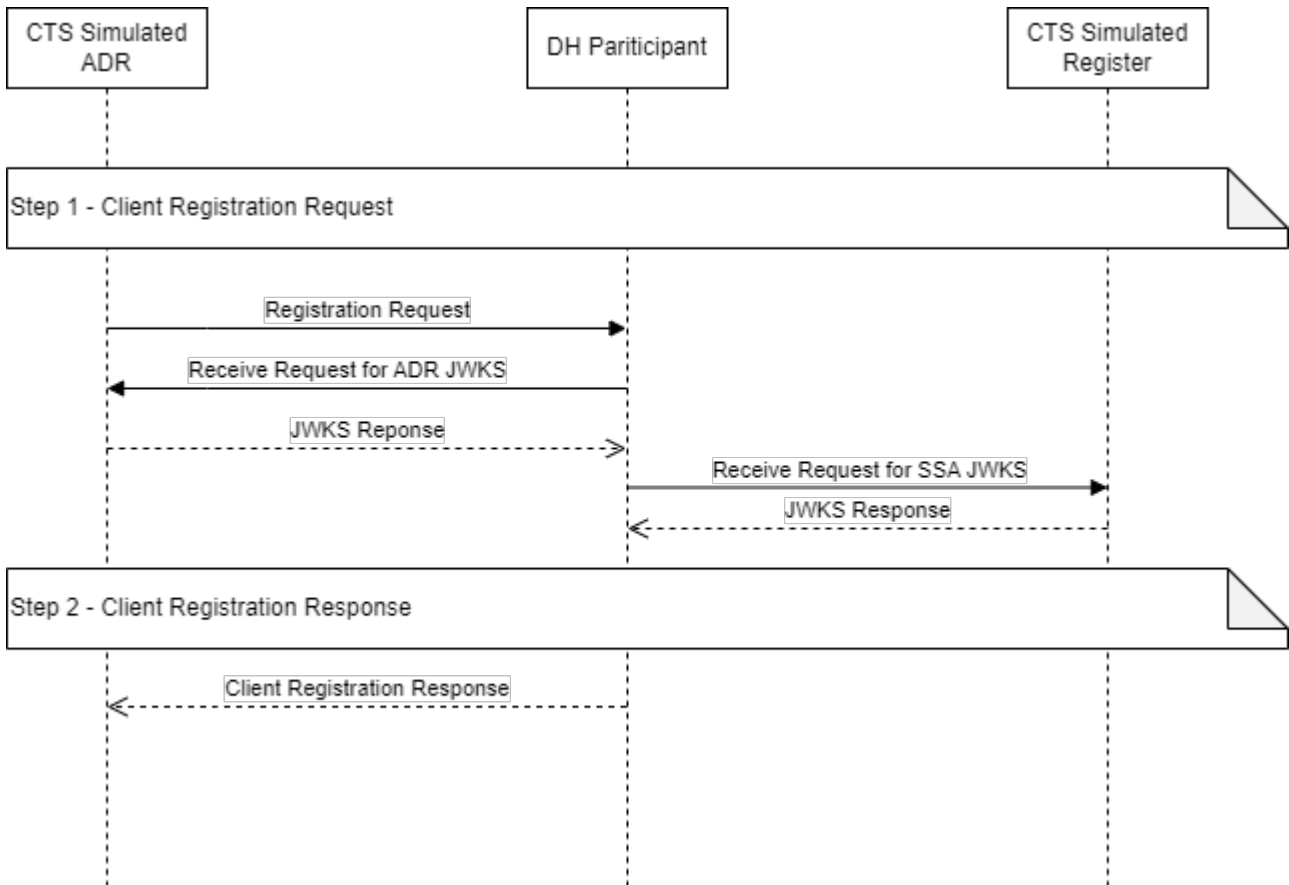 CTS Simulated
ADR
DH Pariticipant
CTS Simulated
Register
Step 1 - Client Registration Request
Registration Request
Receive Request for ADR JWKS
JWKS Reponse
Receive Request for SSA JWKS
JWKS Response
Step 2 - Client Registration Response
Client Registration Response